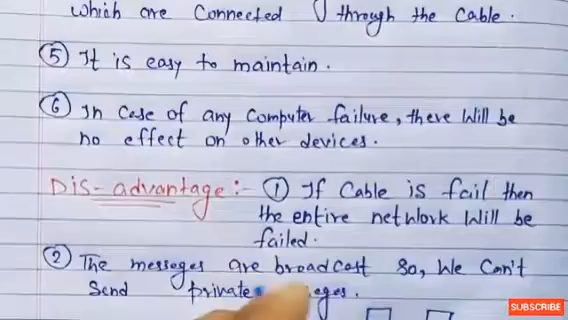 which are Connected through the Cable.
⑤ It is easy to maintain.
⑥ In case of any Computer failure, there will be
no effect on other devices.
Dis-advantage:- ① If Cable is fail then
the entire network will be
failed.
② The messeges are broadcast so, We Can't
Send private
SUBSCRIBE